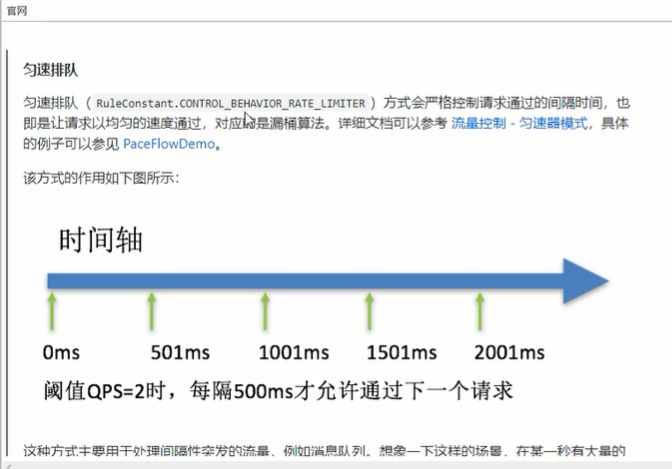 官网
匀速排队
匀速排队（RuleConstant.CONTROL_BEHAVIOR_RATE_LIMITER）方式会严格控制请求通过的间隔时间，也
即是让请求以均匀的速度通过，对应的是漏桶算法。详细文档可以参考 流量控制 - 匀速器模式，具体
的例子可以参见 PaceFlowDemo。
该方式的作用如下图所示：
时间轴
0ms 501ms 1001ms 1501ms 2001ms
阈值QPS=2时，每隔500ms才允许通过下一个请求
这种方式主要用于处理间隔性突发的流量，例如消息队列。想象一下这样的场景，在某一秒有大量的